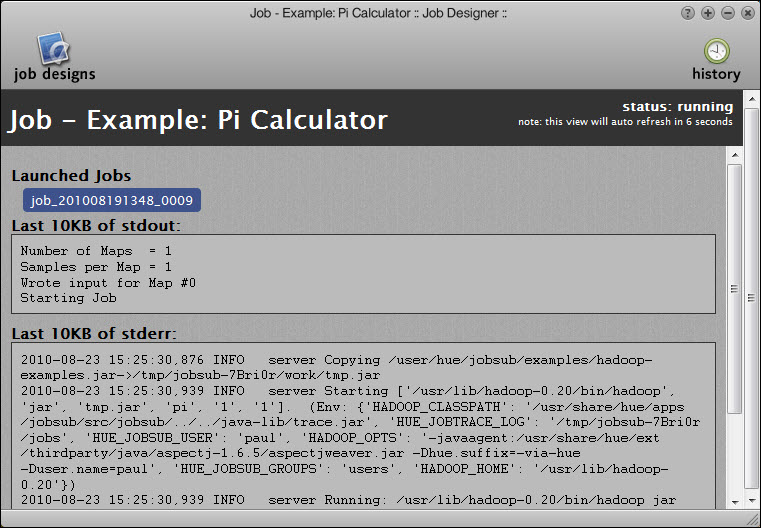 Job - Example: Pi Calculator :: Job Designer ::
job designs
history
Job - Example: Pi Calculator
status: running
note: this view will auto refresh in 6 seconds
Launched Jobs
job_201008191348_0009
Last 10KB of stdout:
Number of Maps  = 1
Samples per Map = 1
Wrote input for Map #0
Starting Job
Last 10KB of stderr:
2010-08-23 15:25:30,876 INFO   server Copying /user/hue/jobsub/examples/hadoop-
examples.jar->/tmp/jobsub-7Bri0r/work/tmp.jar
2010-08-23 15:25:30,939 INFO   server Starting ['/usr/lib/hadoop-0.20/bin/hadoop',
'jar', 'tmp.jar', 'pi', '1', '1'].  (Env: {'HADOOP_CLASSPATH': '/usr/share/hue/apps
/jobsub/src/jobsub/../../java-lib/trace.jar', 'HUE_JOBTRACE_LOG': '/tmp/jobsub-7Bri0r
/jobs', 'HUE_JOBSUB_USER': 'paul', 'HADOOP_OPTS': '-javaagent:/usr/share/hue/ext
/thirdparty/java/aspectj-1.6.5/aspectjweaver.jar -Dhue.suffix=-via-hue
-Duser.name=paul', 'HUE_JOBSUB_GROUPS': 'users', 'HADOOP_HOME': '/usr/lib/hadoop-
0.20'})
2010-08-23 15:25:30,939 INFO   server Running: /usr/lib/hadoop-0.20/bin/hadoop jar